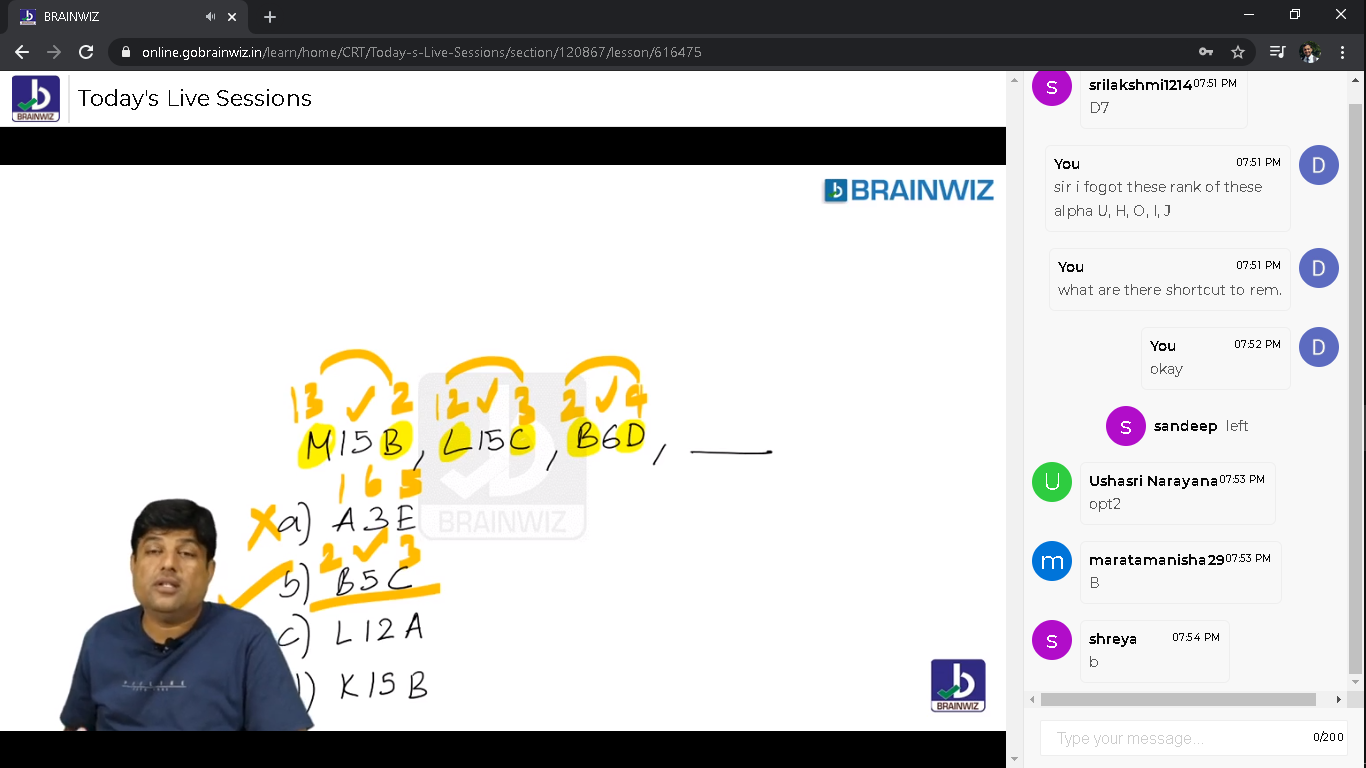 BRAINWIZ
online.gobrainwiz.in/learn/home/CRT/Today-s-Live-Sessions/section/120867/lesson/616475
BRAINWIZ
Today's Live Sessions
BRAINWIZ
13 ✓ 2 12 ✓ 3 2 ✓ 4
M15B, L15C, B6D, ____
1 6 5
X a) A3E
2 ✓ 3
✓ b) B5C
c) L12A
) K15B
BRAINWIZ
BRAINWIZ
S
srilakshmi1214 07:51 PM
D7
You 07:51 PM
D
sir i fogot these rank of these
alpha U, H, O, I, J
You 07:51 PM
D
what are there shortcut to rem.
You 07:52 PM
D
okay
S sandeep left
U
Ushasri Narayana 07:53 PM
opt2
m
maratamanisha29 07:53 PM
B
S
shreya 07:54 PM
b
Type your message... 0/200